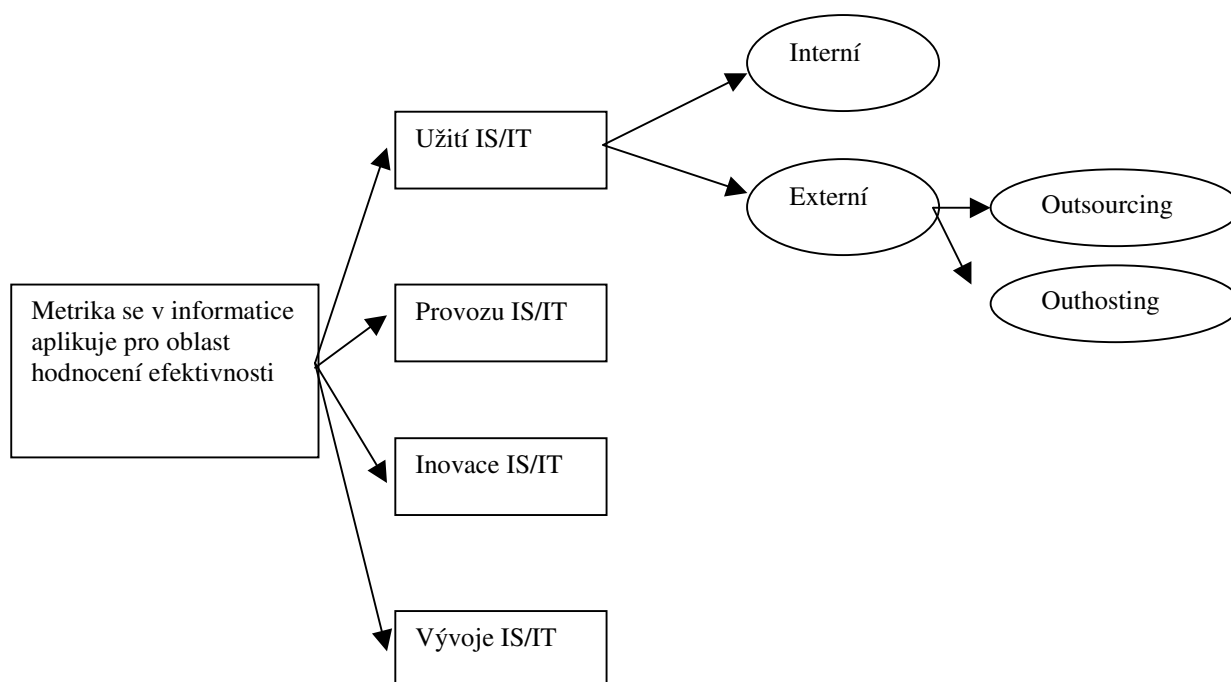 Interní
Užití IS/IT
Externí
Outsourcing
Metrika se v informatice
aplikuje pro oblast
hodnocení efektivnosti
Provozu IS/IT
Outhosting
Inovace IS/IT
Vývoje IS/IT